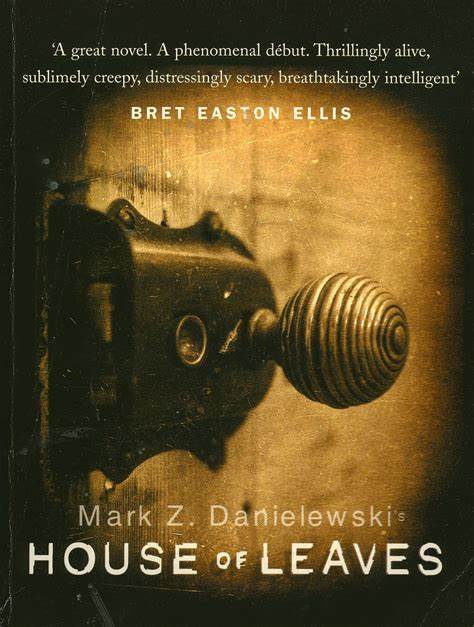 ‘A great novel. A phenomenal début. Thrillingly alive,
sublimely creepy, distressingly scary, breathtakingly intelligent’
BRET EASTON ELLIS
Mark Z. Danielewski's
HOUSE OF LEAVES